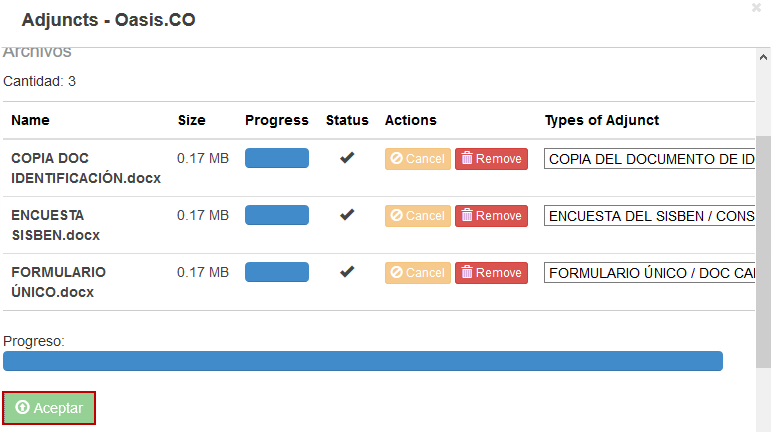 Adjuncts - Oasis.CO
Archivos
Cantidad: 3
Name Size Progress Status Actions Types of Adjunct
COPIA DOC 0.17 MB Cancel Remove COPIA DEL DOCUMENTO DE ID
IDENTIFICACIÓN.docx
ENCUESTA 0.17 MB Cancel Remove ENCUESTA DEL SISBEN / CONS
SISBEN.docx
FORMULARIO 0.17 MB Cancel Remove FORMULARIO ÚNICO / DOC CA
ÚNICO.docx
Progreso:
Aceptar